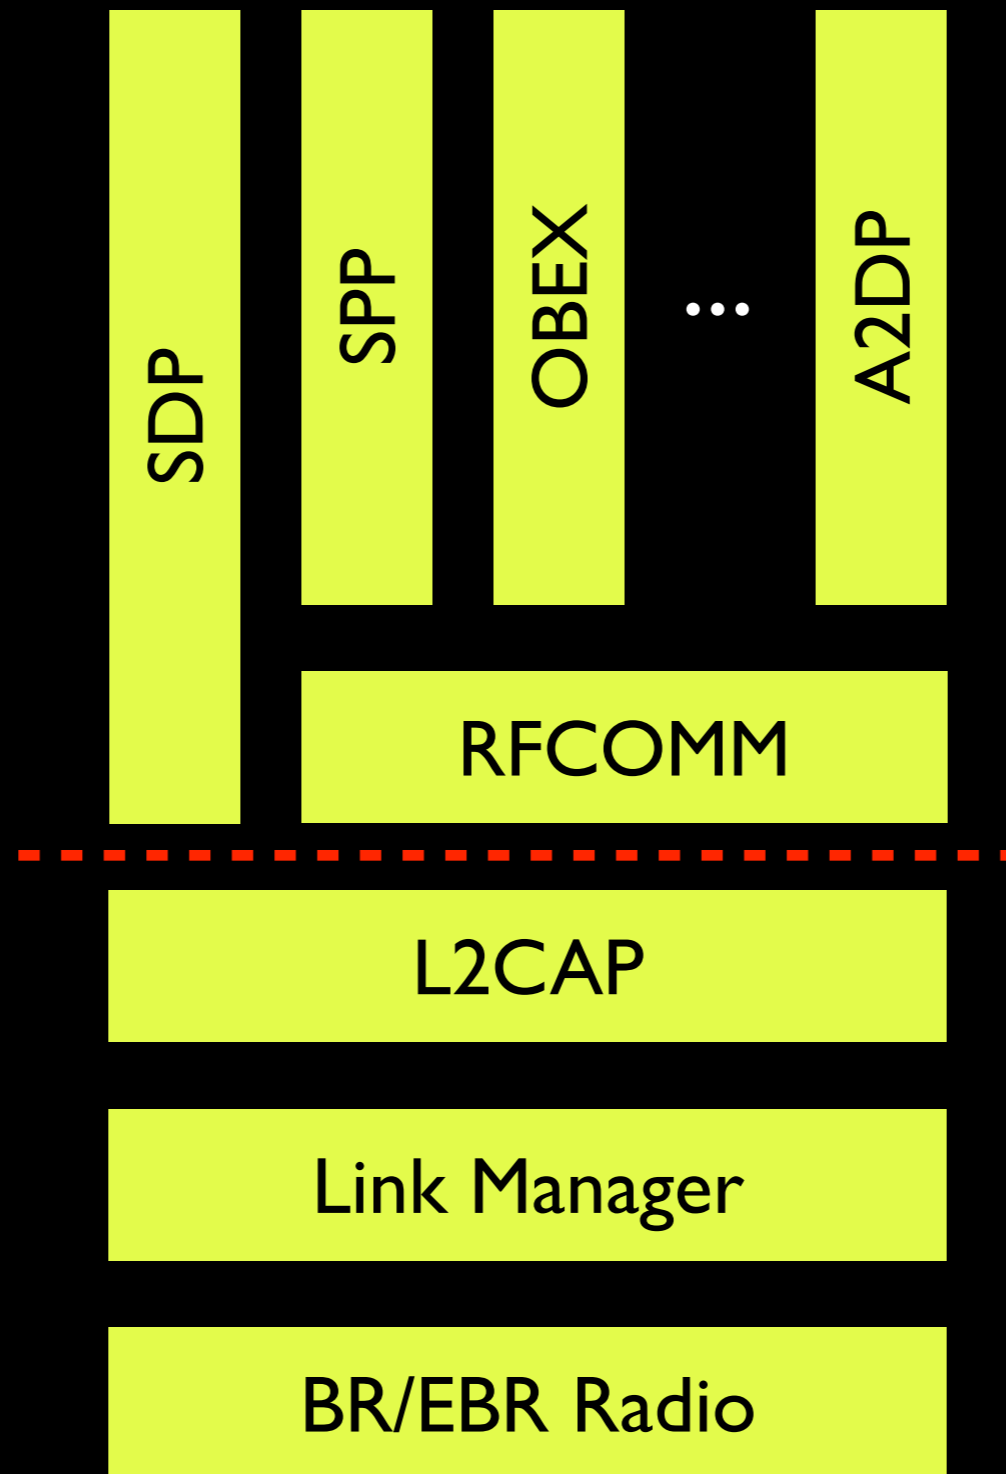 SDP
SPP
OBEX
...
A2DP
RFCOMM
L2CAP
Link Manager
BR/EBR Radio